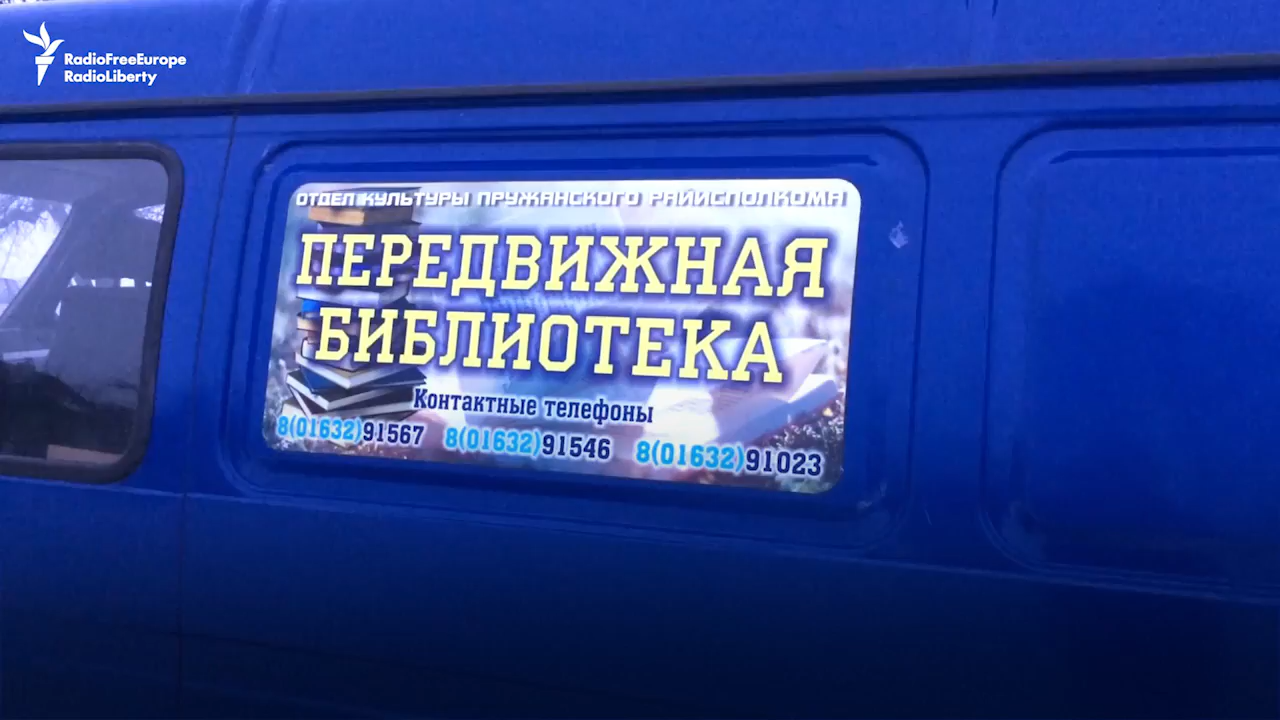 RadioFreeEurope
RadioLiberty
ОТДЕЛ КУЛЬТУРЫ ПРУЖАНСКОГО РАЙИСПОЛКОМА
ПЕРЕДВИЖНАЯ
БИБЛИОТЕКА
Контактные телефоны
8(01632)91567 8(01632)91546 8(01632)91023